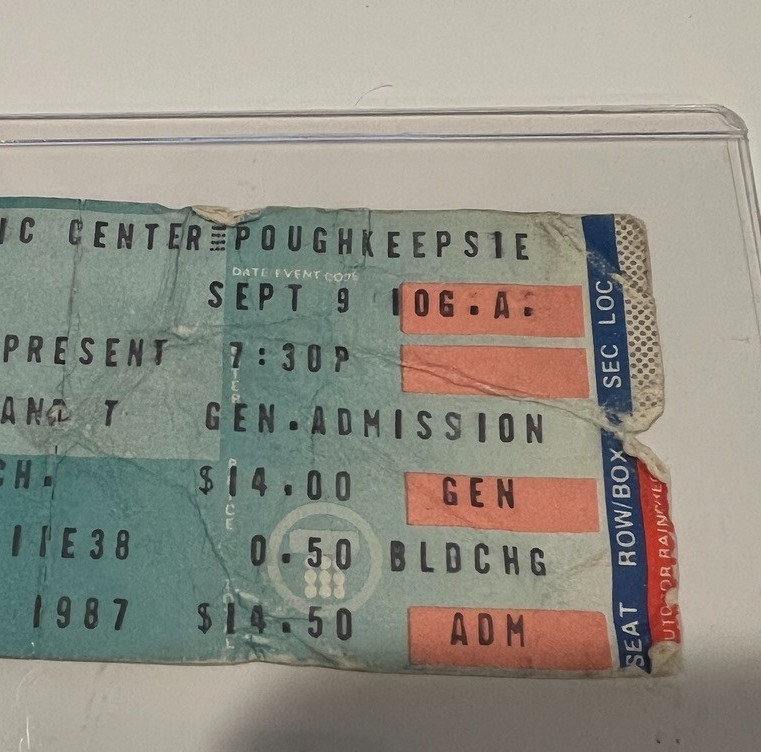 IC CENTER POUGHKEEPSIE
DATE EVENT CODE
SEPT 9 10G.A.
PRESENT 7:30P
AND T GEN.ADMISSION
CH. $14.00 GEN
ITE38 0.50 BLDCHG
1987 $14.50 ADM
SEAT ROW/BOX SEC LOC